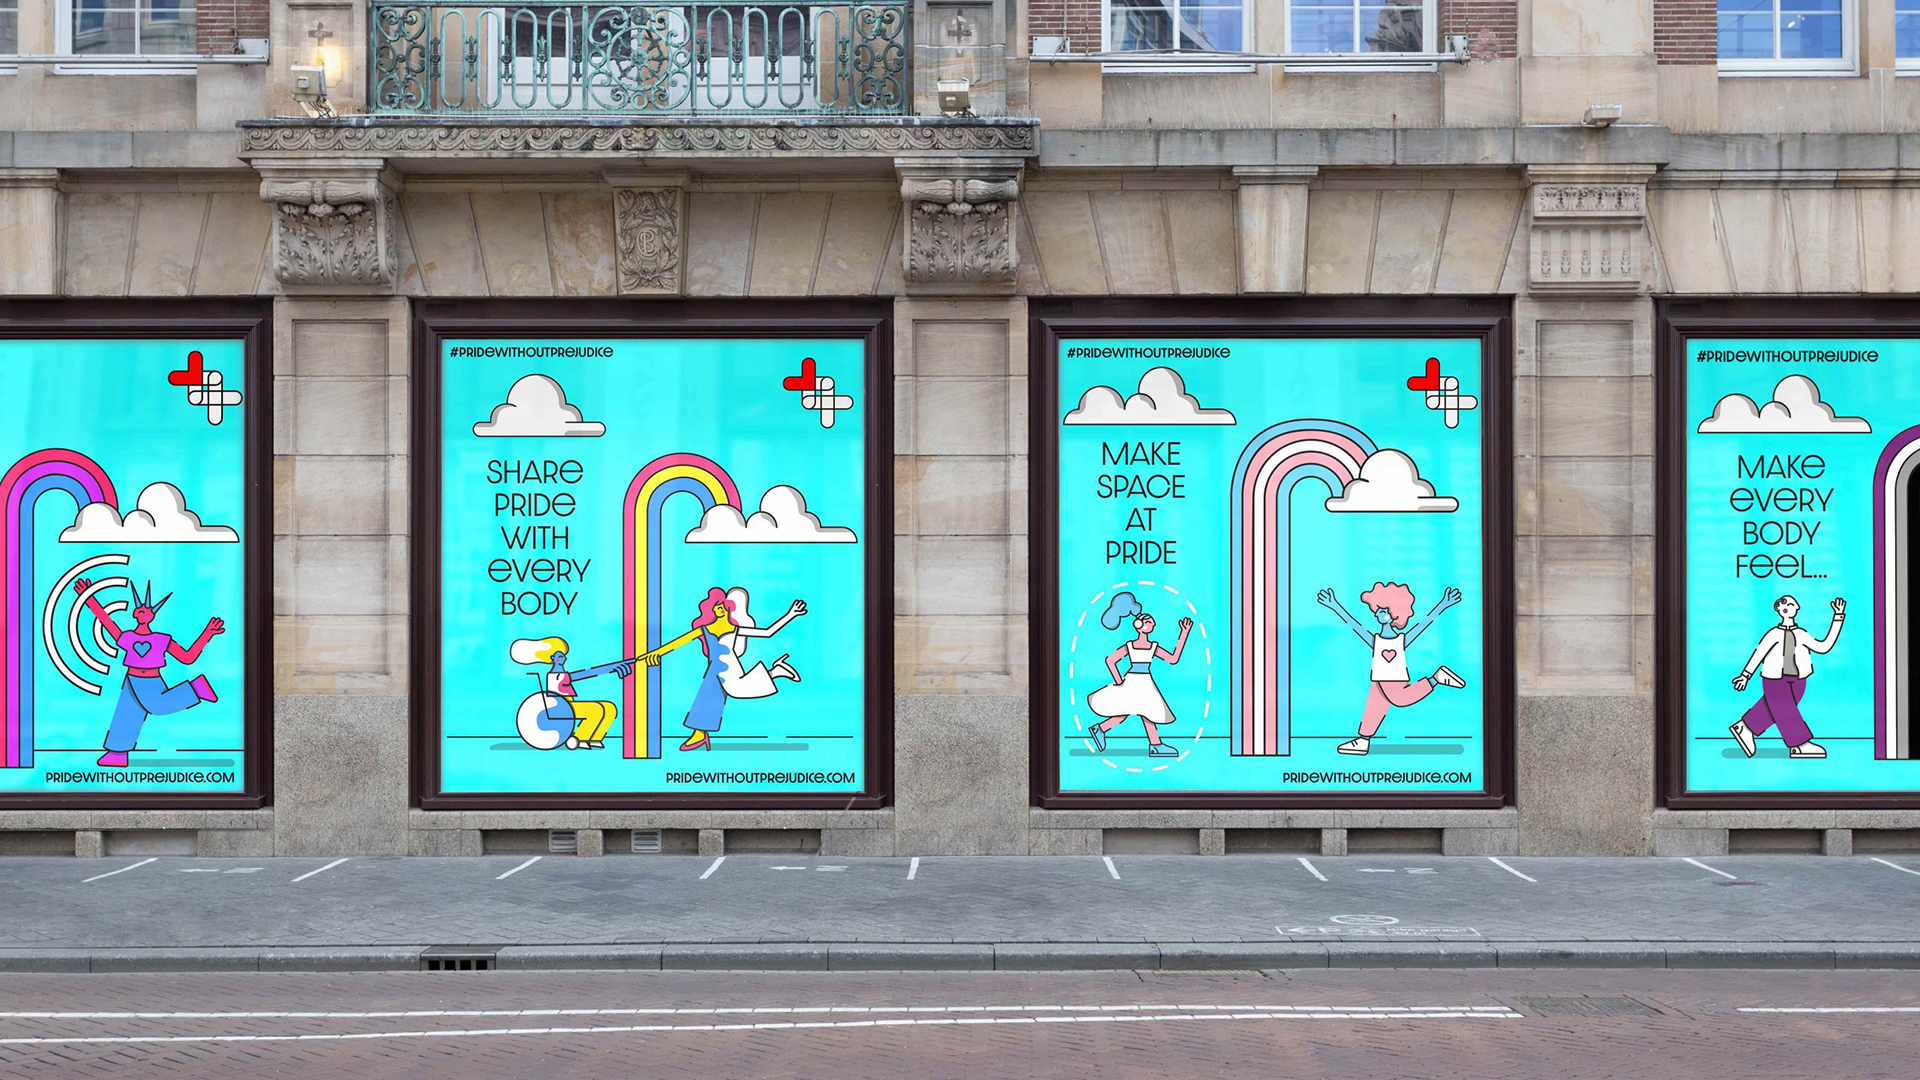 PRIDEWITHOUTPREJUDICE.COM
#PRIDEWITHOUTPREJUDICE
SHARE
PRIDE
WITH
EVERY
BODY
PRIDEWITHOUTPREJUDICE.COM
#PRIDEWITHOUTPREJUDICE
MAKE
SPACE
AT
PRIDE
PRIDEWITHOUTPREJUDICE.COM
#PRIDEWITHOUTPREJUDICE
MAKE
EVERY
BODY
FEEL...